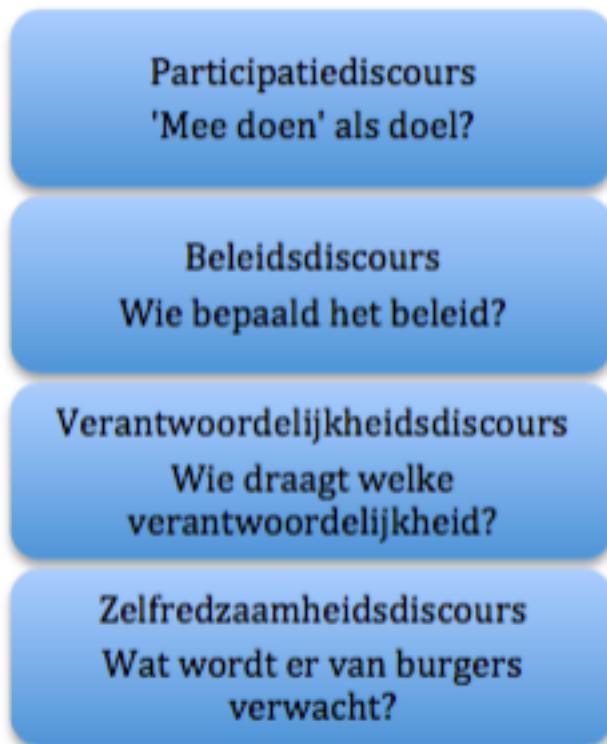 Participatiediscours
'Mee doen' als doel?
Beleidsdiscours
Wie bepaald het beleid?
Verantwoordelijkheidsdiscours
Wie draagt welke
verantwoordelijkheid?
Zelfredzaamheidsdiscours
Wat wordt er van burgers
verwacht?